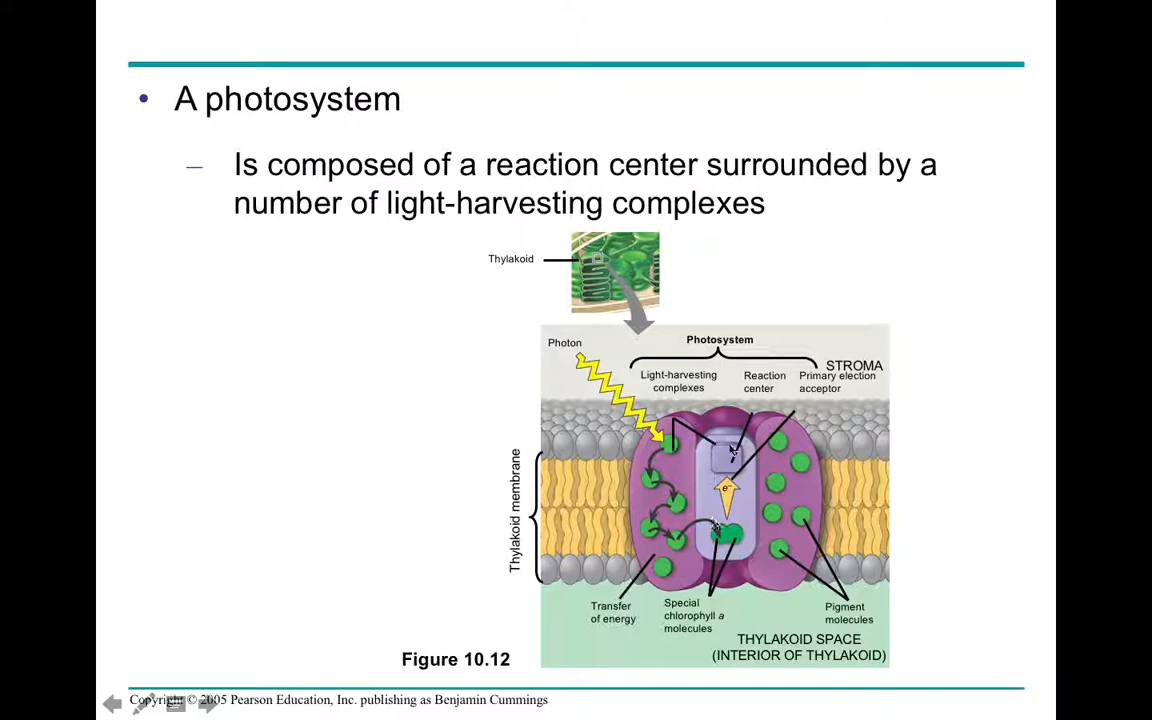 • A photosystem
– Is composed of a reaction center surrounded by a
number of light-harvesting complexes
Thylakoid
Photon
Photosystem
STROMA
Light-harvesting
complexes
Reaction
center
Primary election
acceptor
Thylakoid membrane
e–
Transfer
of energy
Special
chlorophyll a
molecules
Pigment
molecules
THYLAKOID SPACE
(INTERIOR OF THYLAKOID)
Figure 10.12
Copyright © 2005 Pearson Education, Inc. publishing as Benjamin Cummings